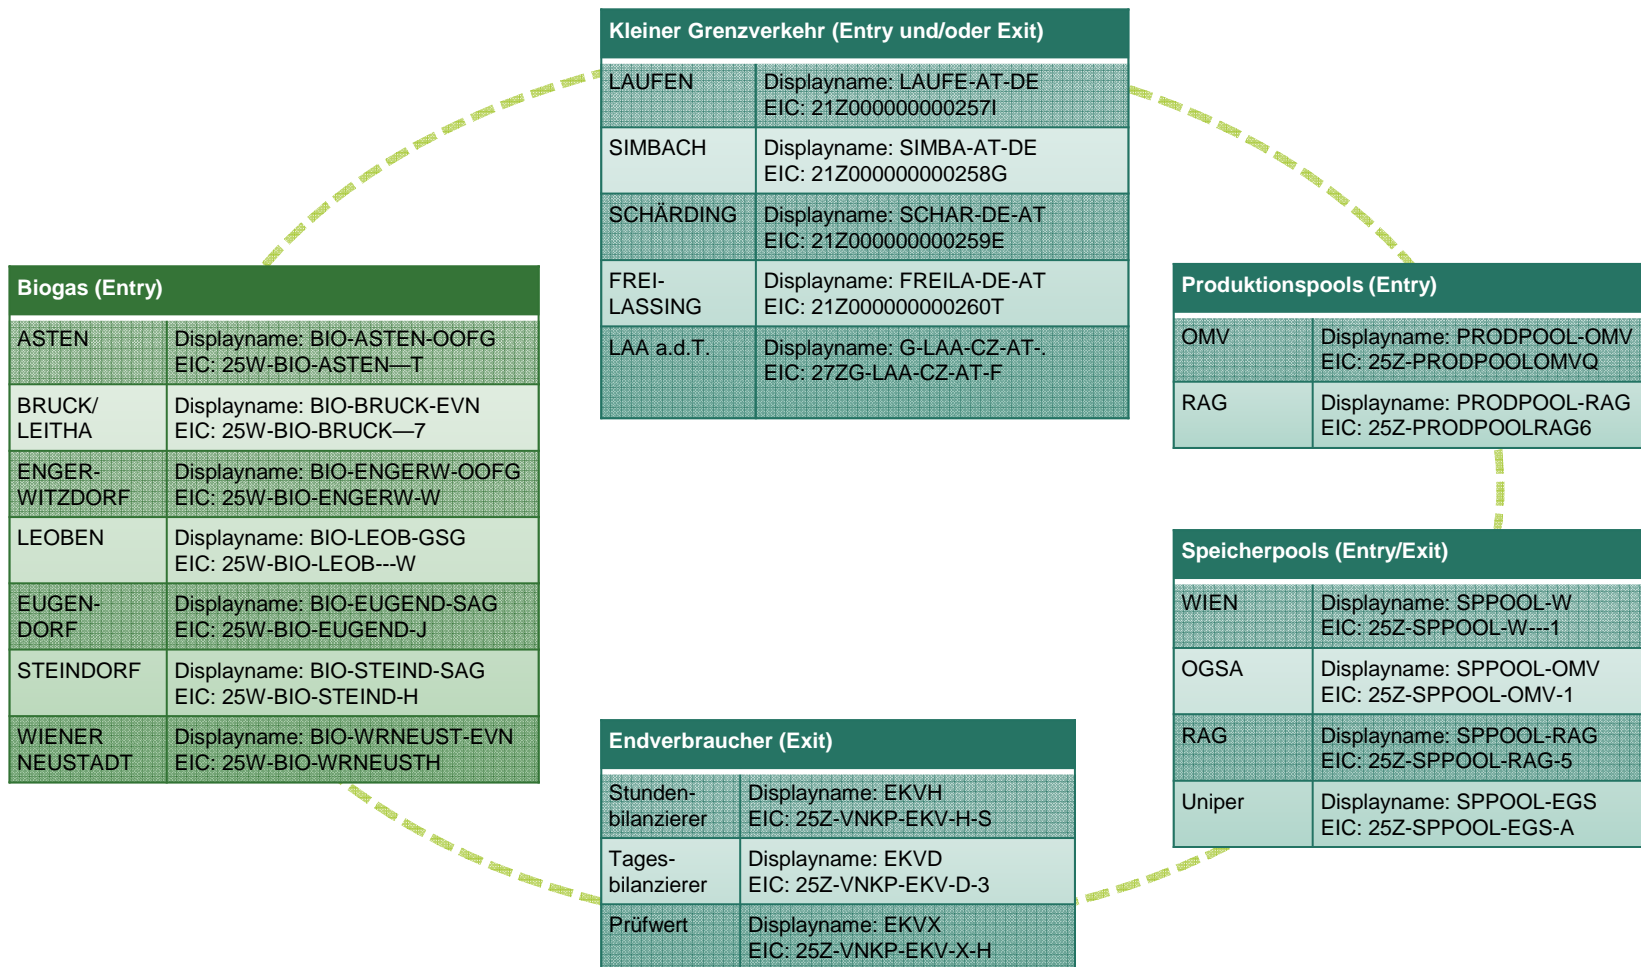 Kleiner Grenzverkehr (Entry und/oder Exit)
LAUFEN
Displayname: LAUFE-AT-DE
EIC: 21Z000000000257I
SIMBACH
Displayname: SIMBA-AT-DE
EIC: 21Z000000000258G
SCHÄRDING
Displayname: SCHAR-DE-AT
EIC: 21Z000000000259E
FREI-
LASSING
Displayname: FREILA-DE-AT
EIC: 21Z000000000260T
LAA a.d.T.
Displayname: G-LAA-CZ-AT-.
EIC: 27ZG-LAA-CZ-AT-F
Biogas (Entry)
ASTEN
Displayname: BIO-ASTEN-OOFG
EIC: 25W-BIO-ASTEN—T
BRUCK/
LEITHA
Displayname: BIO-BRUCK-EVN
EIC: 25W-BIO-BRUCK—7
ENGER-
WITZDORF
Displayname: BIO-ENGERW-OOFG
EIC: 25W-BIO-ENGERW-W
LEOBEN
Displayname: BIO-LEOB-GSG
EIC: 25W-BIO-LEOB---W
EUGEN-
DORF
Displayname: BIO-EUGEND-SAG
EIC: 25W-BIO-EUGEND-J
STEINDORF
Displayname: BIO-STEIND-SAG
EIC: 25W-BIO-STEIND-H
WIENER
NEUSTADT
Displayname: BIO-WRNEUST-EVN
EIC: 25W-BIO-WRNEUSTH
Produktionspools (Entry)
OMV
Displayname: PRODPOOL-OMV
EIC: 25Z-PRODPOOLOMVQ
RAG
Displayname: PRODPOOL-RAG
EIC: 25Z-PRODPOOLRAG6
Speicherpools (Entry/Exit)
WIEN
Displayname: SPPOOL-W
EIC: 25Z-SPPOOL-W---1
OGSA
Displayname: SPPOOL-OMV
EIC: 25Z-SPPOOL-OMV-1
RAG
Displayname: SPPOOL-RAG
EIC: 25Z-SPPOOL-RAG-5
Uniper
Displayname: SPPOOL-EGS
EIC: 25Z-SPPOOL-EGS-A
Endverbraucher (Exit)
Stunden-
bilanzierer
Displayname: EKVH
EIC: 25Z-VNKP-EKV-H-S
Tages-
bilanzierer
Displayname: EKVD
EIC: 25Z-VNKP-EKV-D-3
Prüfwert
Displayname: EKVX
EIC: 25Z-VNKP-EKV-X-H